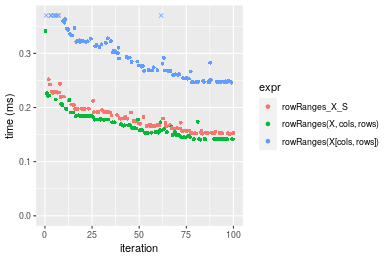 0.3
0.2
0.1
0.0
time (ms)
0
25
50
75
100
iteration
expr
rowRanges_X_S
rowRanges(X, cols, rows)
rowRanges(X[cols, rows])